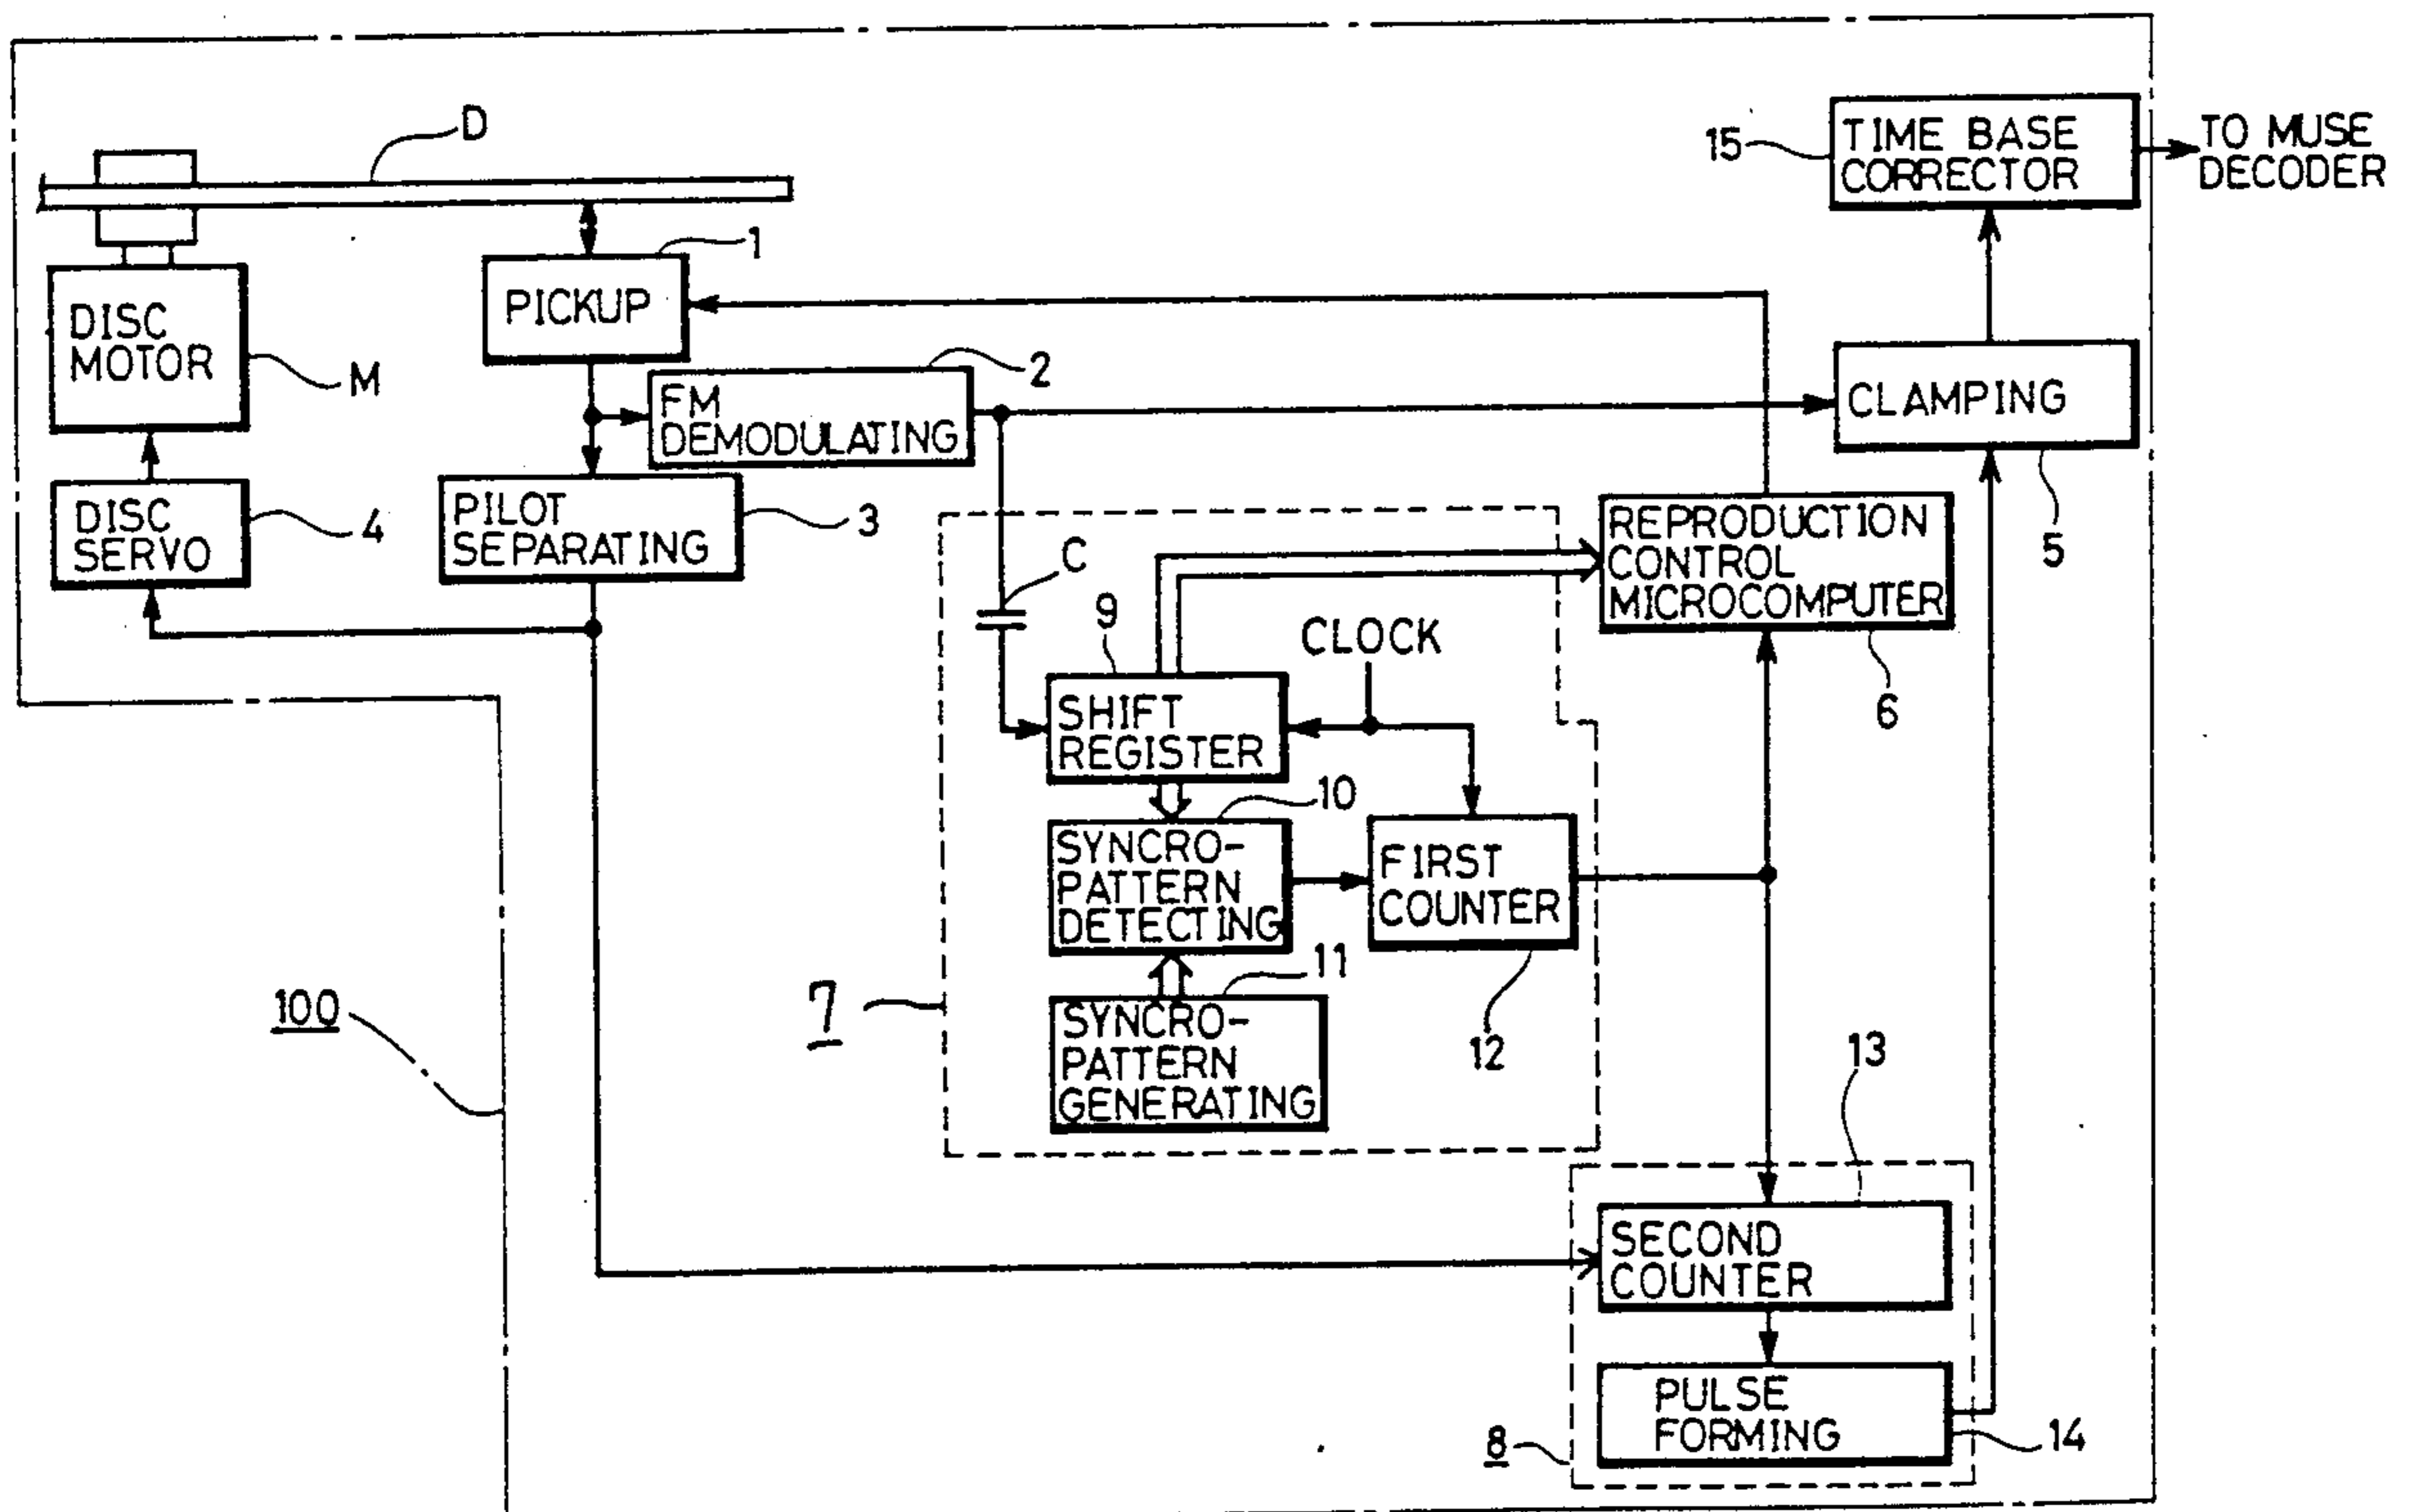 D
15
TIME BASE
CORRECTOR
TO MUSE
DECODER
1
PICKUP
DISC
MOTOR
M
2
FM
DEMODULATING
CLAMPING
5
DISC
SERVO
4
PILOT
SEPARATING
3
REPRODUCTION
CONTROL
MICROCOMPUTER
6
C
9
CLOCK
SHIFT
REGISTER
10
SYNCRO-
PATTERN
DETECTING
FIRST
COUNTER
12
11
SYNCRO-
PATTERN
GENERATING
7
100
13
SECOND
COUNTER
PULSE
FORMING
8
14